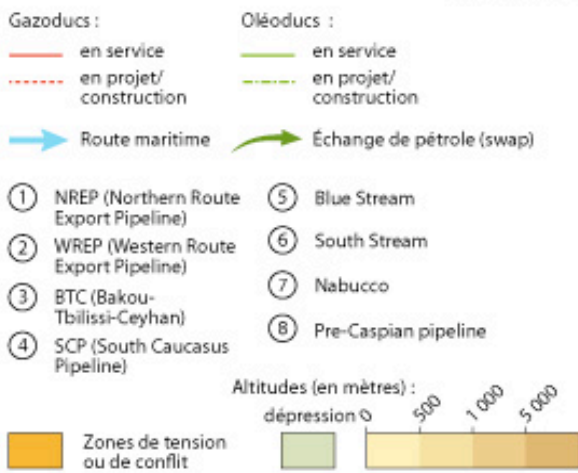 Gazoducs :
en service
en projet/
construction
Oléoducs :
en service
en projet/
construction
Route maritime
Échange de pétrole (swap)
1 NREP (Northern Route
Export Pipeline)
2 WREP (Western Route
Export Pipeline)
3 BTC (Bakou-
Tbilissi-Ceyhan)
4 SCP (South Caucasus
Pipeline)
5 Blue Stream
6 South Stream
7 Nabucco
8 Pre-Caspian pipeline
Altitudes (en mètres) :
dépression 0 500 1 000 5 000
Zones de tension
ou de conflit